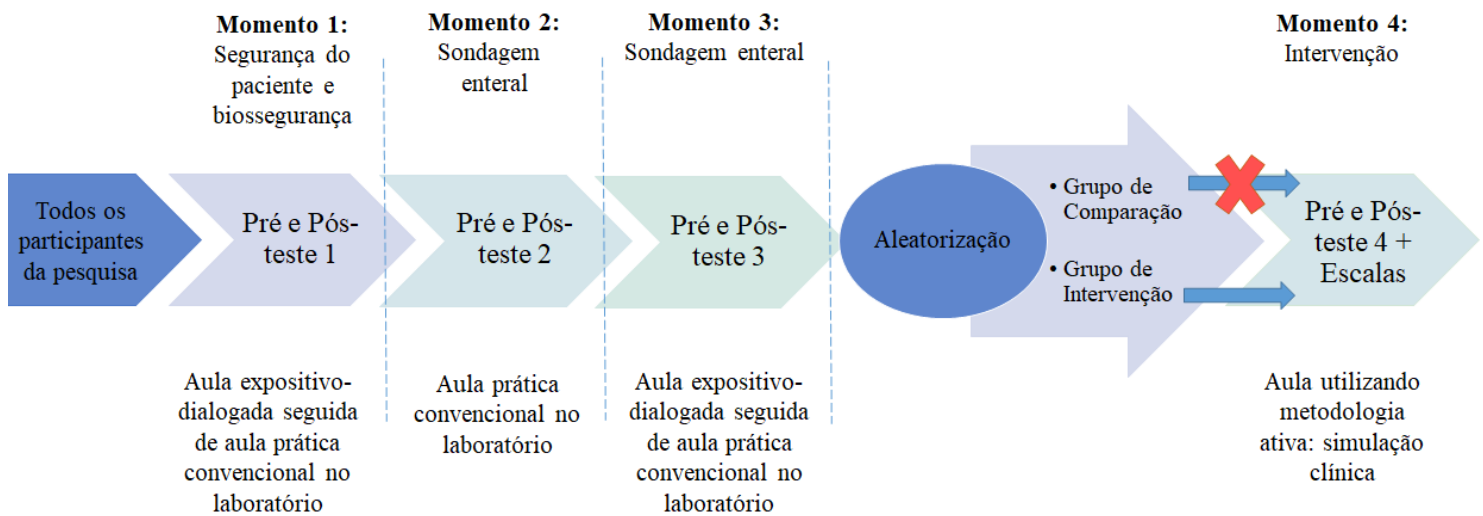 Momento 1:
Segurança do
paciente e
biossegurança
Momento 2:
Sondagem
enteral
Momento 3:
Sondagem enteral
Momento 4:
Intervenção
Todos os
participantes
da pesquisa
Pré e Pós-
teste 1
Pré e Pós-
teste 2
Pré e Pós-
teste 3
Aleatorização
• Grupo de
Comparação
• Grupo de
Intervenção
Pré e Pós-
teste 4 +
Escalas
Aula expositivo-
dialogada seguida
de aula prática
convencional no
laboratório
Aula prática
convencional no
laboratório
Aula expositivo-
dialogada seguida
de aula prática
convencional no
laboratório
Aula utilizando
metodologia
ativa: simulação
clínica